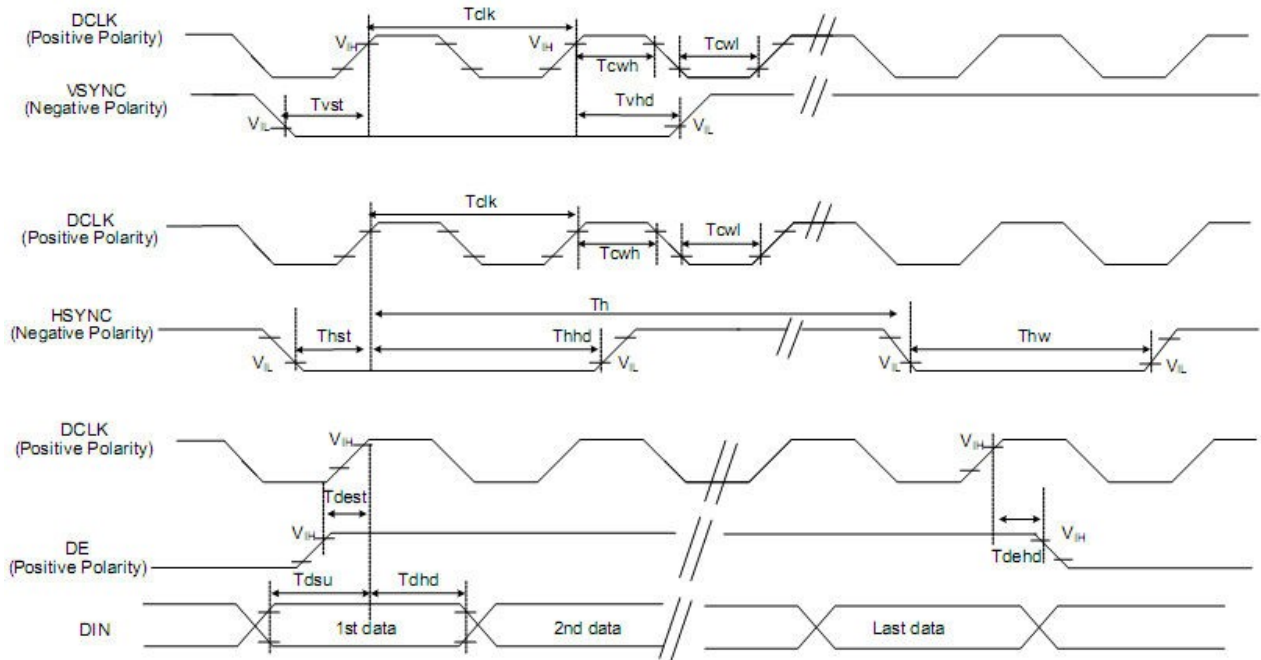 DCLK
(Positive Polarity)
Tclk
VIH
VIH
Tcwh
Tcwl
VSYNC
(Negative Polarity)
VIL
Tvst
Tvhd
VIL
DCLK
(Positive Polarity)
Tclk
Tcwh
Tcwl
HSYNC
(Negative Polarity)
Th
Thst
Thhd
Thw
VIL
VIL
VIL
VIL
DCLK
(Positive Polarity)
VIH
VIH
Tdest
DE
(Positive Polarity)
VIH
VIH
Tdehd
Tdsu
Tdhd
DIN
1st data
2nd data
Last data